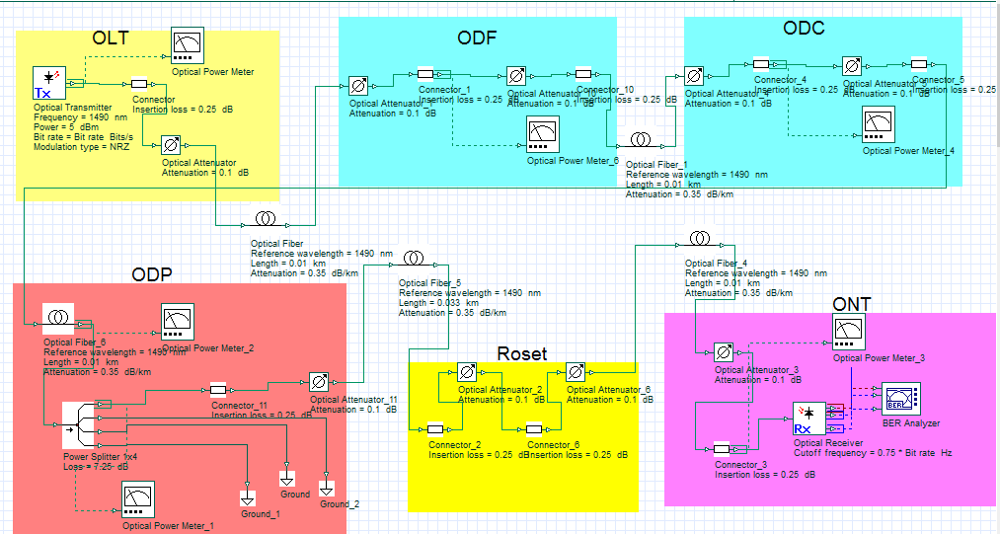 OLT
Tx
Optical Transmitter
Frequency = 1490 nm
Power = 5 dBm
Bit rate = Bit rate Bits/s
Modulation type = NRZ
Optical Power Meter
Connector
Insertion loss = 0.25 dB
Optical Attenuator
Attenuation = 0.1 dB
ODF
Optical Attenuator_1
Attenuation = 0.1 dB
Connector_1
Insertion loss = 0.25 dB
Attenuation = 0.1 dB
Connector_10
Insertion loss = 0.25 dB
Optical Power Meter_6
Optical Fiber_1
Reference wavelength = 1490 nm
Length = 0.01 km
Attenuation = 0.35 dB/km
ODC
Optical Attenuator_4
Attenuation = 0.1 dB
Connector_4
Insertion loss = 0.25 dB
Optical Attenuator_5
Attenuation = 0.1 dB
Connector_5
Insertion loss = 0.25
Optical Power Meter_4
Optical Fiber
Reference wavelength = 1490 nm
Length = 0.01 km
Attenuation = 0.35 dB/km
Optical Fiber_5
Reference wavelength = 1490 nm
Length = 0.033 km
Attenuation = 0.35 dB/km
Optical Fiber_4
Reference wavelength = 1490 nm
Length = 0.01 km
Attenuation = 0.35 dB/km
ODP
Optical Fiber_6
Reference wavelength = 1490 nm
Length = 0.01 km
Attenuation = 0.35 dB/km
Optical Power Meter_2
Connector_11
Insertion loss = 0.25 dB
Optical Attenuator_11
Attenuation = 0.1 dB
Power Splitter 1x4
Loss = 7.25 dB
Optical Power Meter_1
Ground_1
Ground
Ground_2
Roset
Optical Attenuator_2
Attenuation = 0.1 dB
Optical Attenuator_6
Attenuation = 0.1 dB
Connector_2
Insertion loss = 0.25 dB
Connector_6
Insertion loss = 0.25 dB
ONT
Optical Power Meter_3
Optical Attenuator_3
Attenuation = 0.1 dB
Connector_3
Insertion loss = 0.25 dB
Rx
Optical Receiver
Cutoff frequency = 0.75 * Bit rate Hz
BER
BER Analyzer